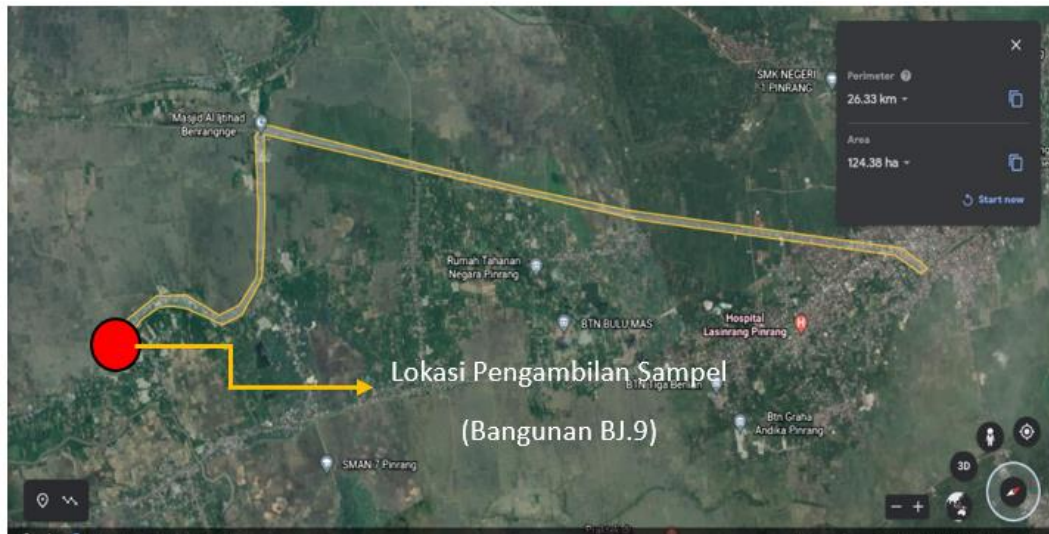 SMK NEGERI
1 PINRANG
Perimeter
26.33 km
Area
124.38 ha
Start new
Masjid Al Ijtihad
Benrangnge
Rumah Tahanan
Negara Pinrang
Hospital
Lasinrang Pinrang
H
BTN BULU MAS
Lokasi Pengambilan Sampel
(Bangunan BJ.9)
BTN Tiga Berlian
Btn Graha
Andika Pinrang
SMAN 7 Pinrang
3D